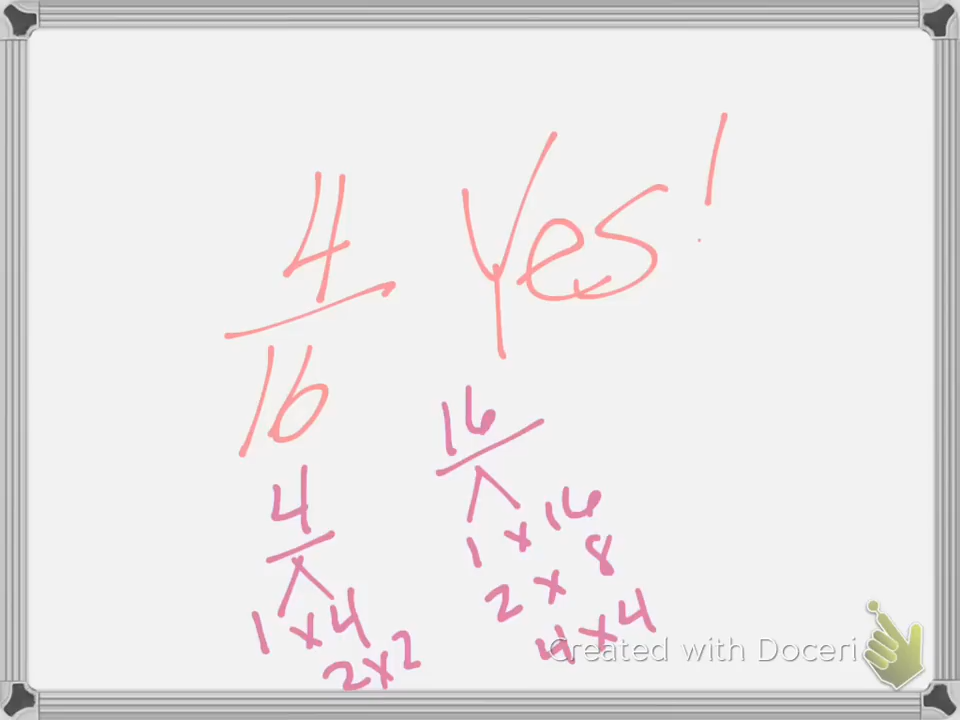 4 Yes!
16
4
1 x 4
2 x 2
16
1 x 16
2 x 8
4 x 4
Created with Doceri